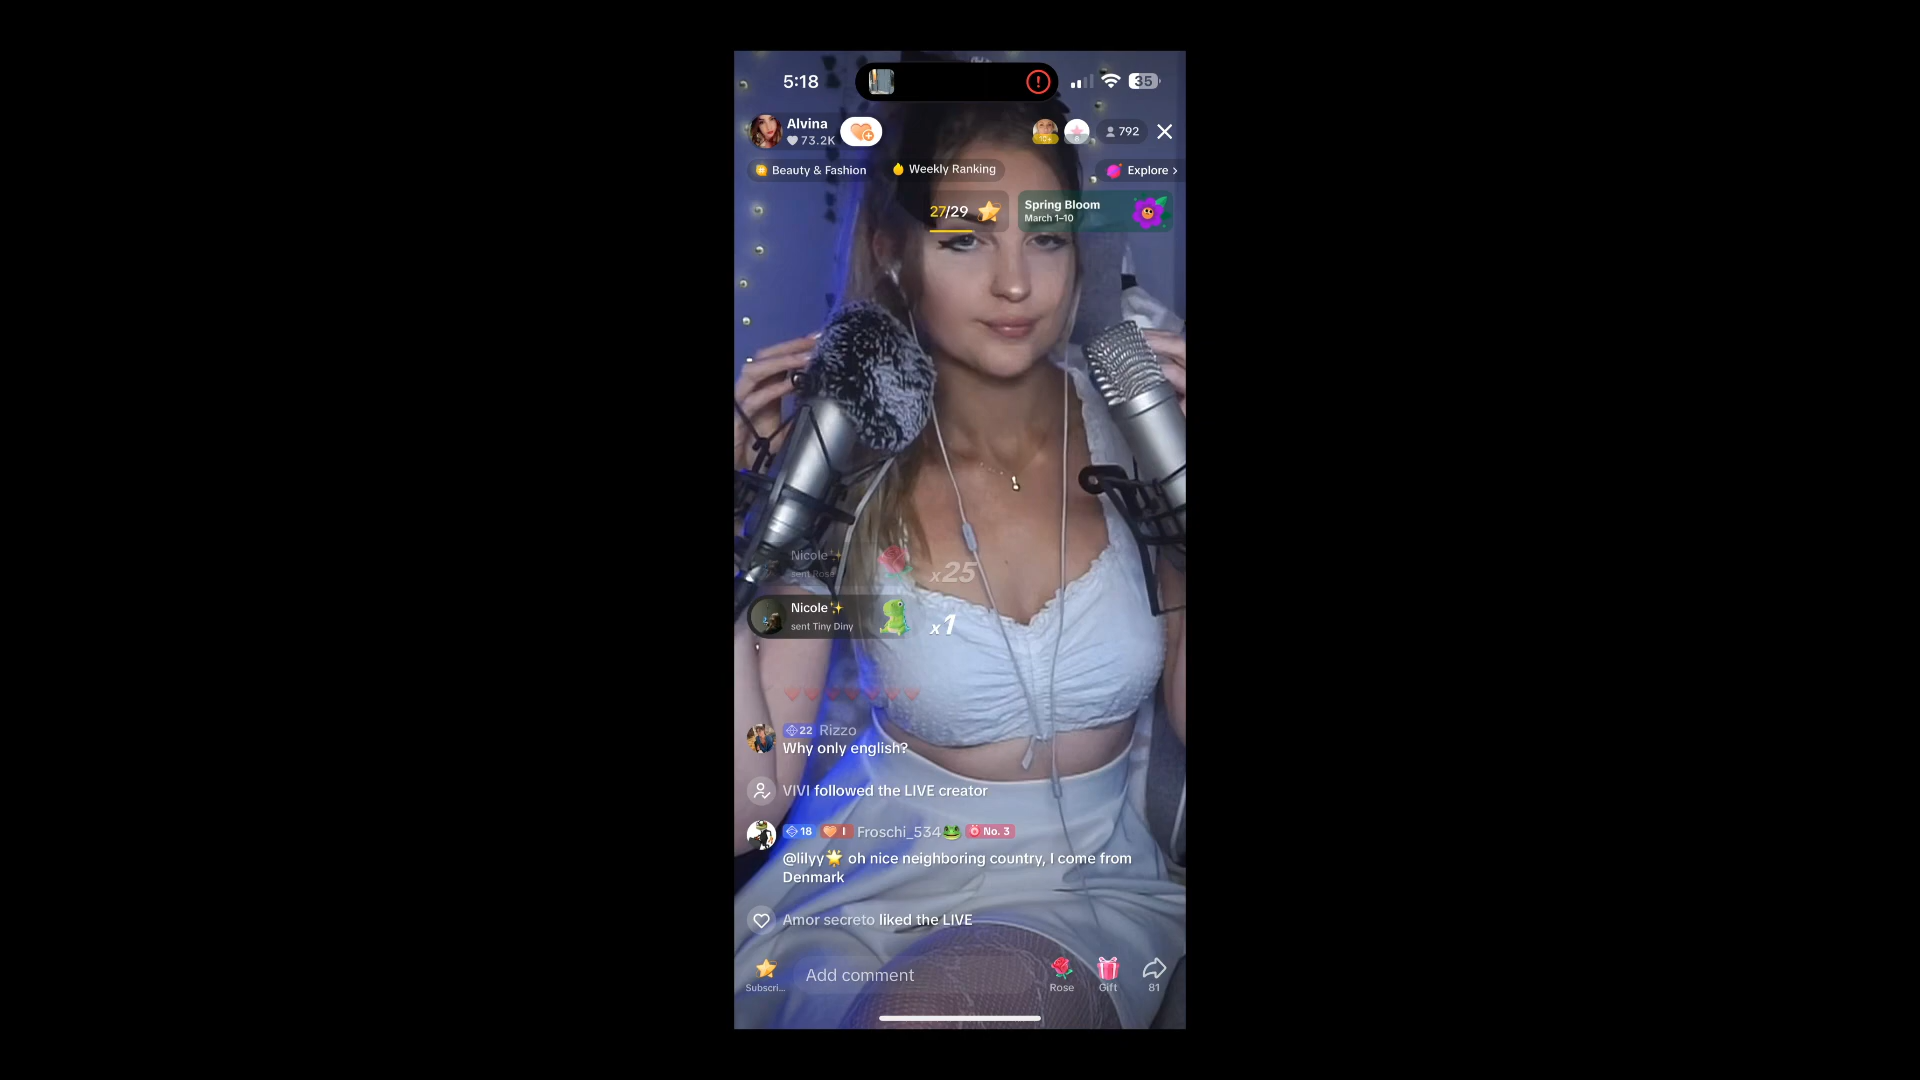 5:18
35
Alvina
73.2K
792
Beauty & Fashion
Weekly Ranking
Explore >
27/29
Spring Bloom
March 1-10
Nicole✨
sent Rose
x25
Nicole✨
sent Tiny Diny
x1
22 Rizzo
Why only english?
VIVI followed the LIVE creator
18 I Froschi_534🐸 No. 3
@lilyy🌟 oh nice neighboring country, I come from
Denmark
Amor secreto liked the LIVE
Add comment
Subscri...
Rose
Gift
81